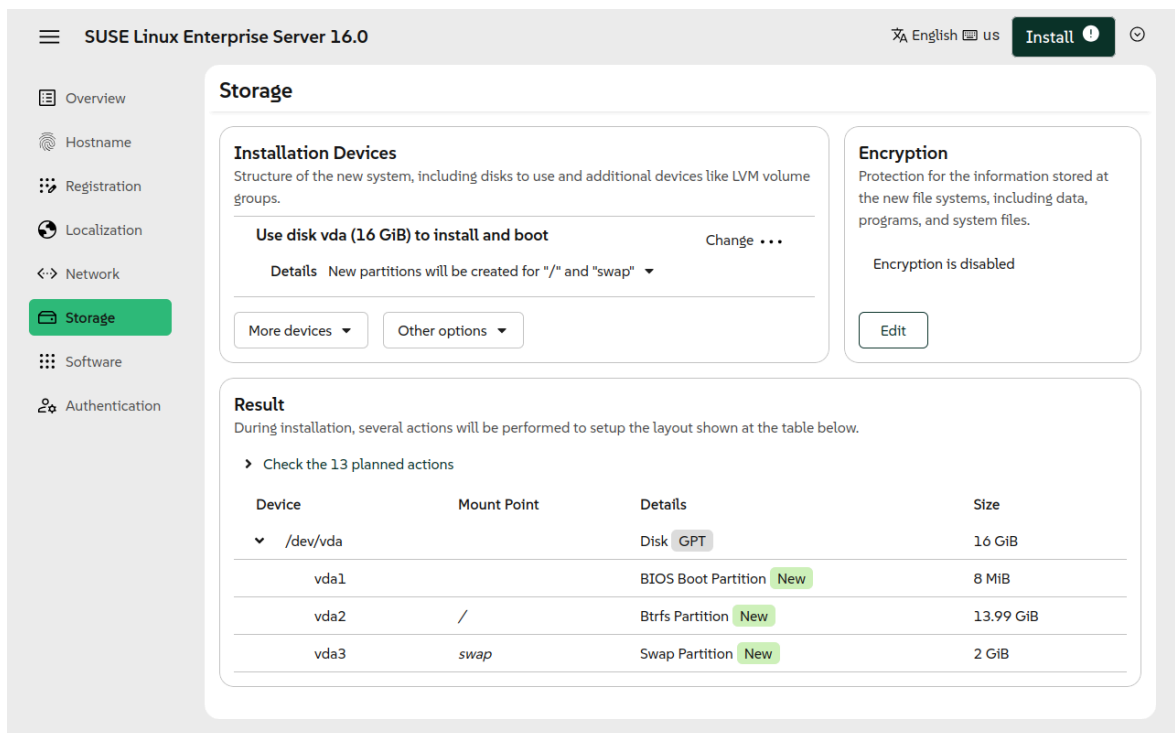 SUSE Linux Enterprise Server 16.0
English us
Install
Overview
Hostname
Registration
Localization
Network
Storage
Software
Authentication
Storage
Installation Devices
Structure of the new system, including disks to use and additional devices like LVM volume
groups.
Use disk vda (16 GiB) to install and boot
Change
Details New partitions will be created for "/" and "swap"
More devices
Other options
Encryption
Protection for the information stored at
the new file systems, including data,
programs, and system files.
Encryption is disabled
Edit
Result
During installation, several actions will be performed to setup the layout shown at the table below.
Check the 13 planned actions
Device Mount Point Details Size
/dev/vda Disk GPT 16 GiB
vda1 BIOS Boot Partition New 8 MiB
vda2 / Btrfs Partition New 13.99 GiB
vda3 swap Swap Partition New 2 GiB